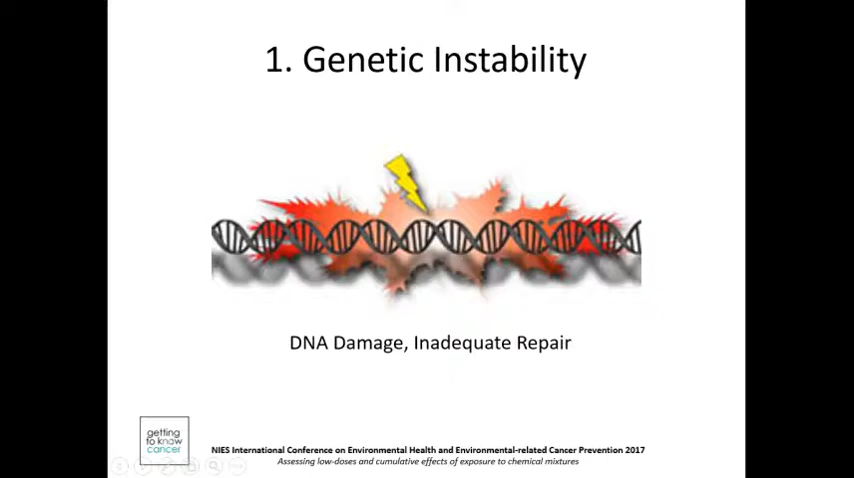 1. Genetic Instability
DNA Damage, Inadequate Repair
getting
to know
cancer
NIES International Conference on Environmental Health and Environmental-related Cancer Prevention 2017
Assessing low-doses and cumulative effects of exposure to chemical mixtures